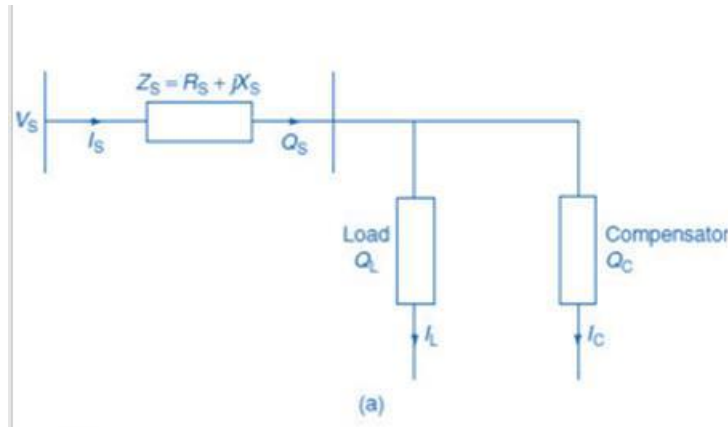 Z_S = R_S + jX_S
V_S
I_S
Q_S
Load
Q_L
Compensator
Q_C
I_L
I_C
(a)